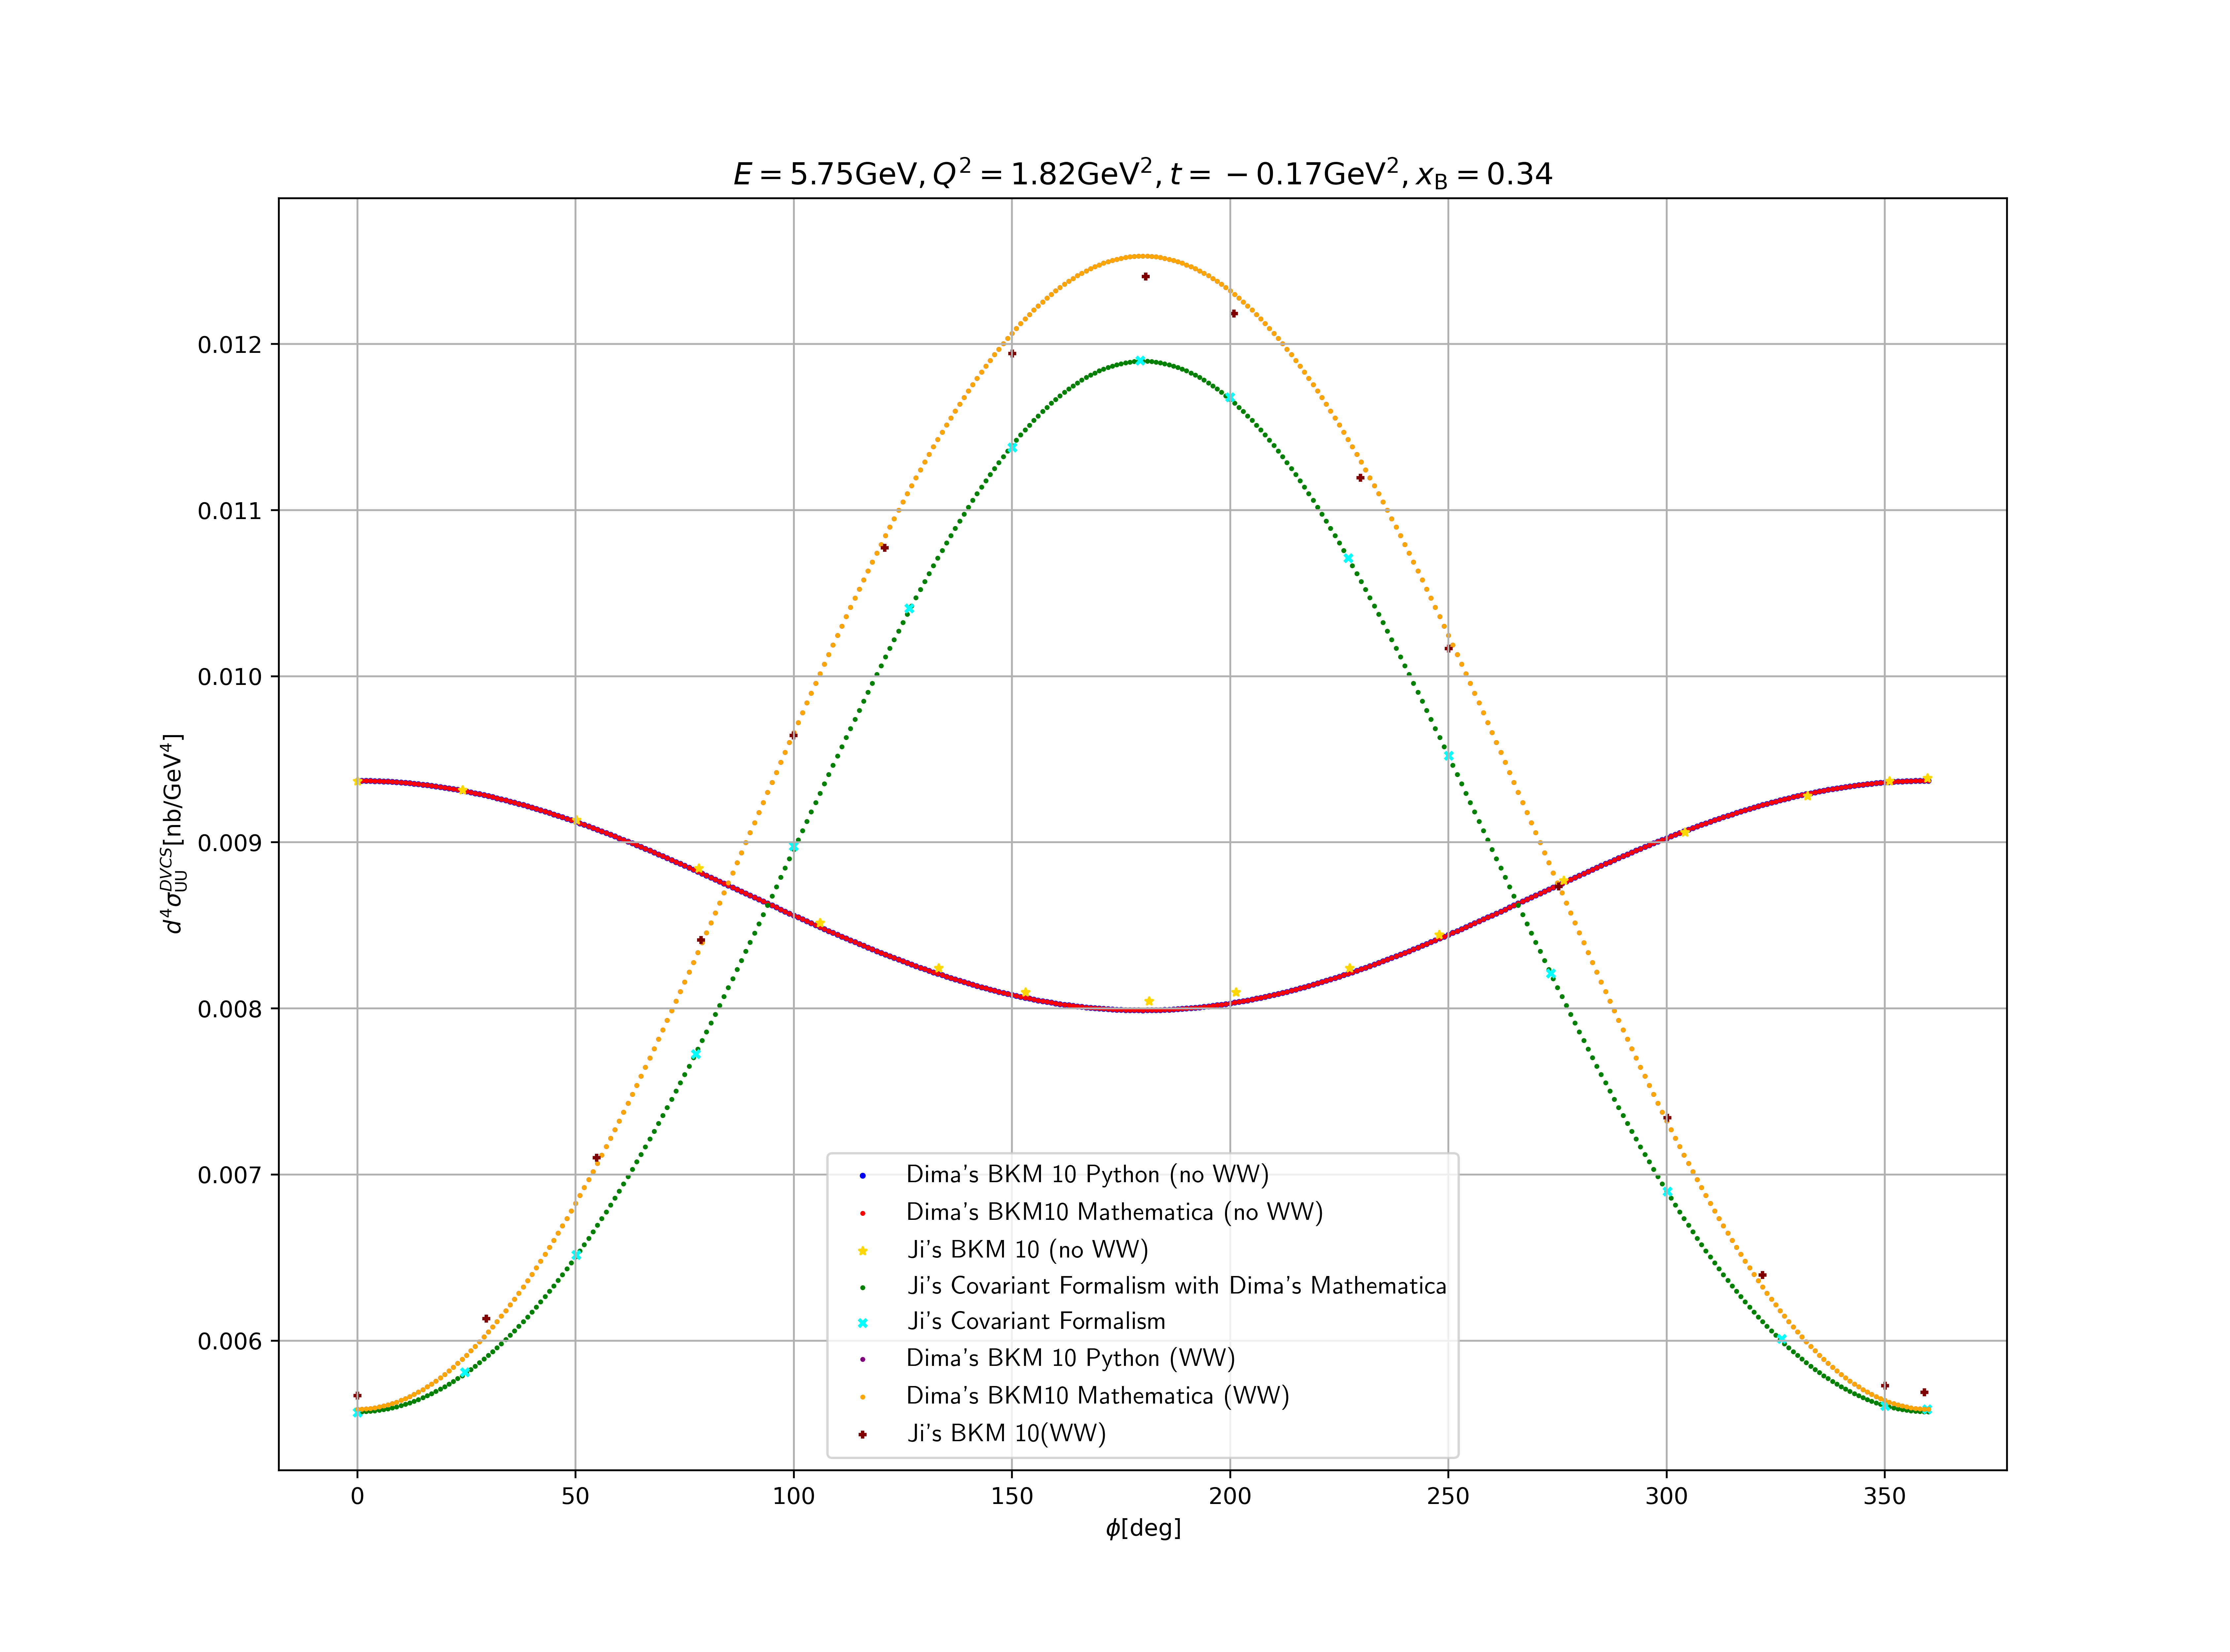 E = 5.75GeV, Q² = 1.82GeV², t = −0.17GeV², x_B = 0.34
d⁴σ_UU^DVCS[nb/GeV⁴]
0.012
0.011
0.010
0.009
0.008
0.007
0.006
Dima's BKM 10 Python (no WW)
Dima's BKM10 Mathematica (no WW)
Ji's BKM 10 (no WW)
Ji's Covariant Formalism with Dima's Mathematica
Ji's Covariant Formalism
Dima's BKM 10 Python (WW)
Dima's BKM10 Mathematica (WW)
Ji's BKM 10(WW)
0 50 100 150 200 250 300 350
ϕ[deg]